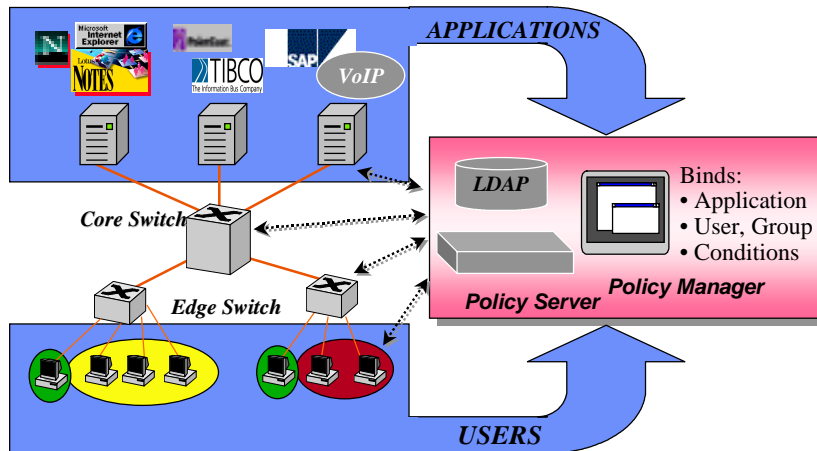 APPLICATIONS
N
Microsoft
Internet
Explorer
Lotus
NOTES
TIBCO
The Information Bus Company
SAP
VoIP
LDAP
Binds:
• Application
• User, Group
• Conditions
Core Switch
Policy Server
Policy Manager
Edge Switch
USERS